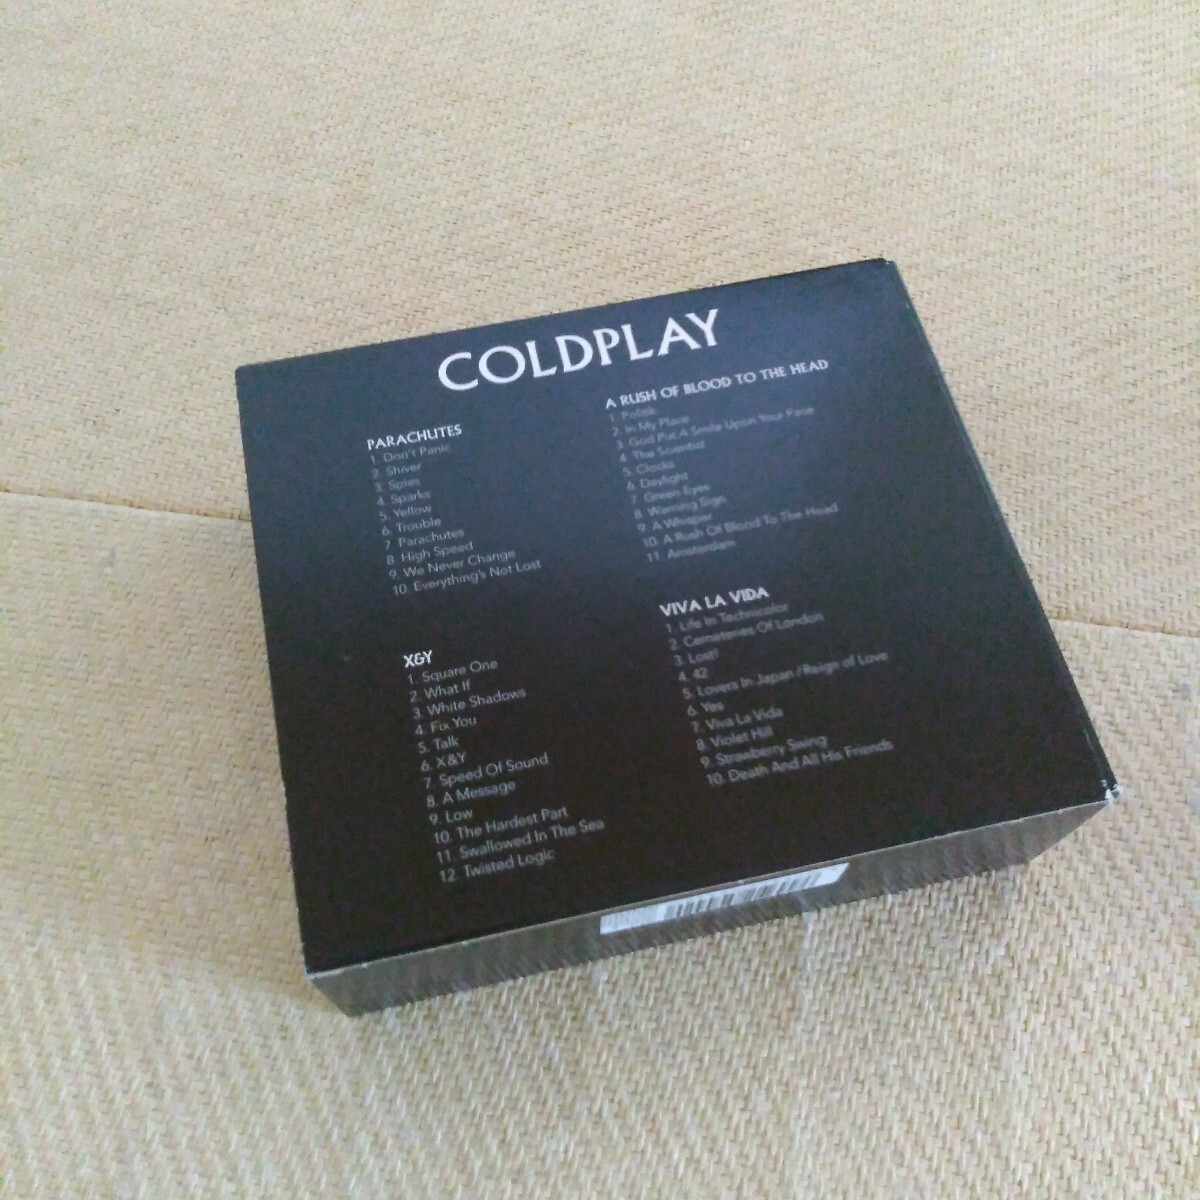 COLDPLAY
PARACHUTES
1. Don't Panic
2. Shiver
3. Spies
4. Sparks
5. Yellow
6. Trouble
7. Parachutes
8. High Speed
9. We Never Change
10. Everything's Not Lost
A RUSH OF BLOOD TO THE HEAD
1. Politik
2. In My Place
3. God Put A Smile Upon Your Face
4. The Scientist
5. Clocks
6. Daylight
7. Green Eyes
8. Warning Sign
9. A Whisper
10. A Rush Of Blood To The Head
11. Amsterdam
X&Y
1. Square One
2. What If
3. White Shadows
4. Fix You
5. Talk
6. X&Y
7. Speed Of Sound
8. A Message
9. Low
10. The Hardest Part
11. Swallowed In The Sea
12. Twisted Logic
VIVA LA VIDA
1. Life In Technicolor
2. Cemeteries Of London
3. Lost!
4. 42
5. Lovers In Japan / Reign of Love
6. Yes
7. Viva La Vida
8. Violet Hill
9. Strawberry Swing
10. Death And All His Friends